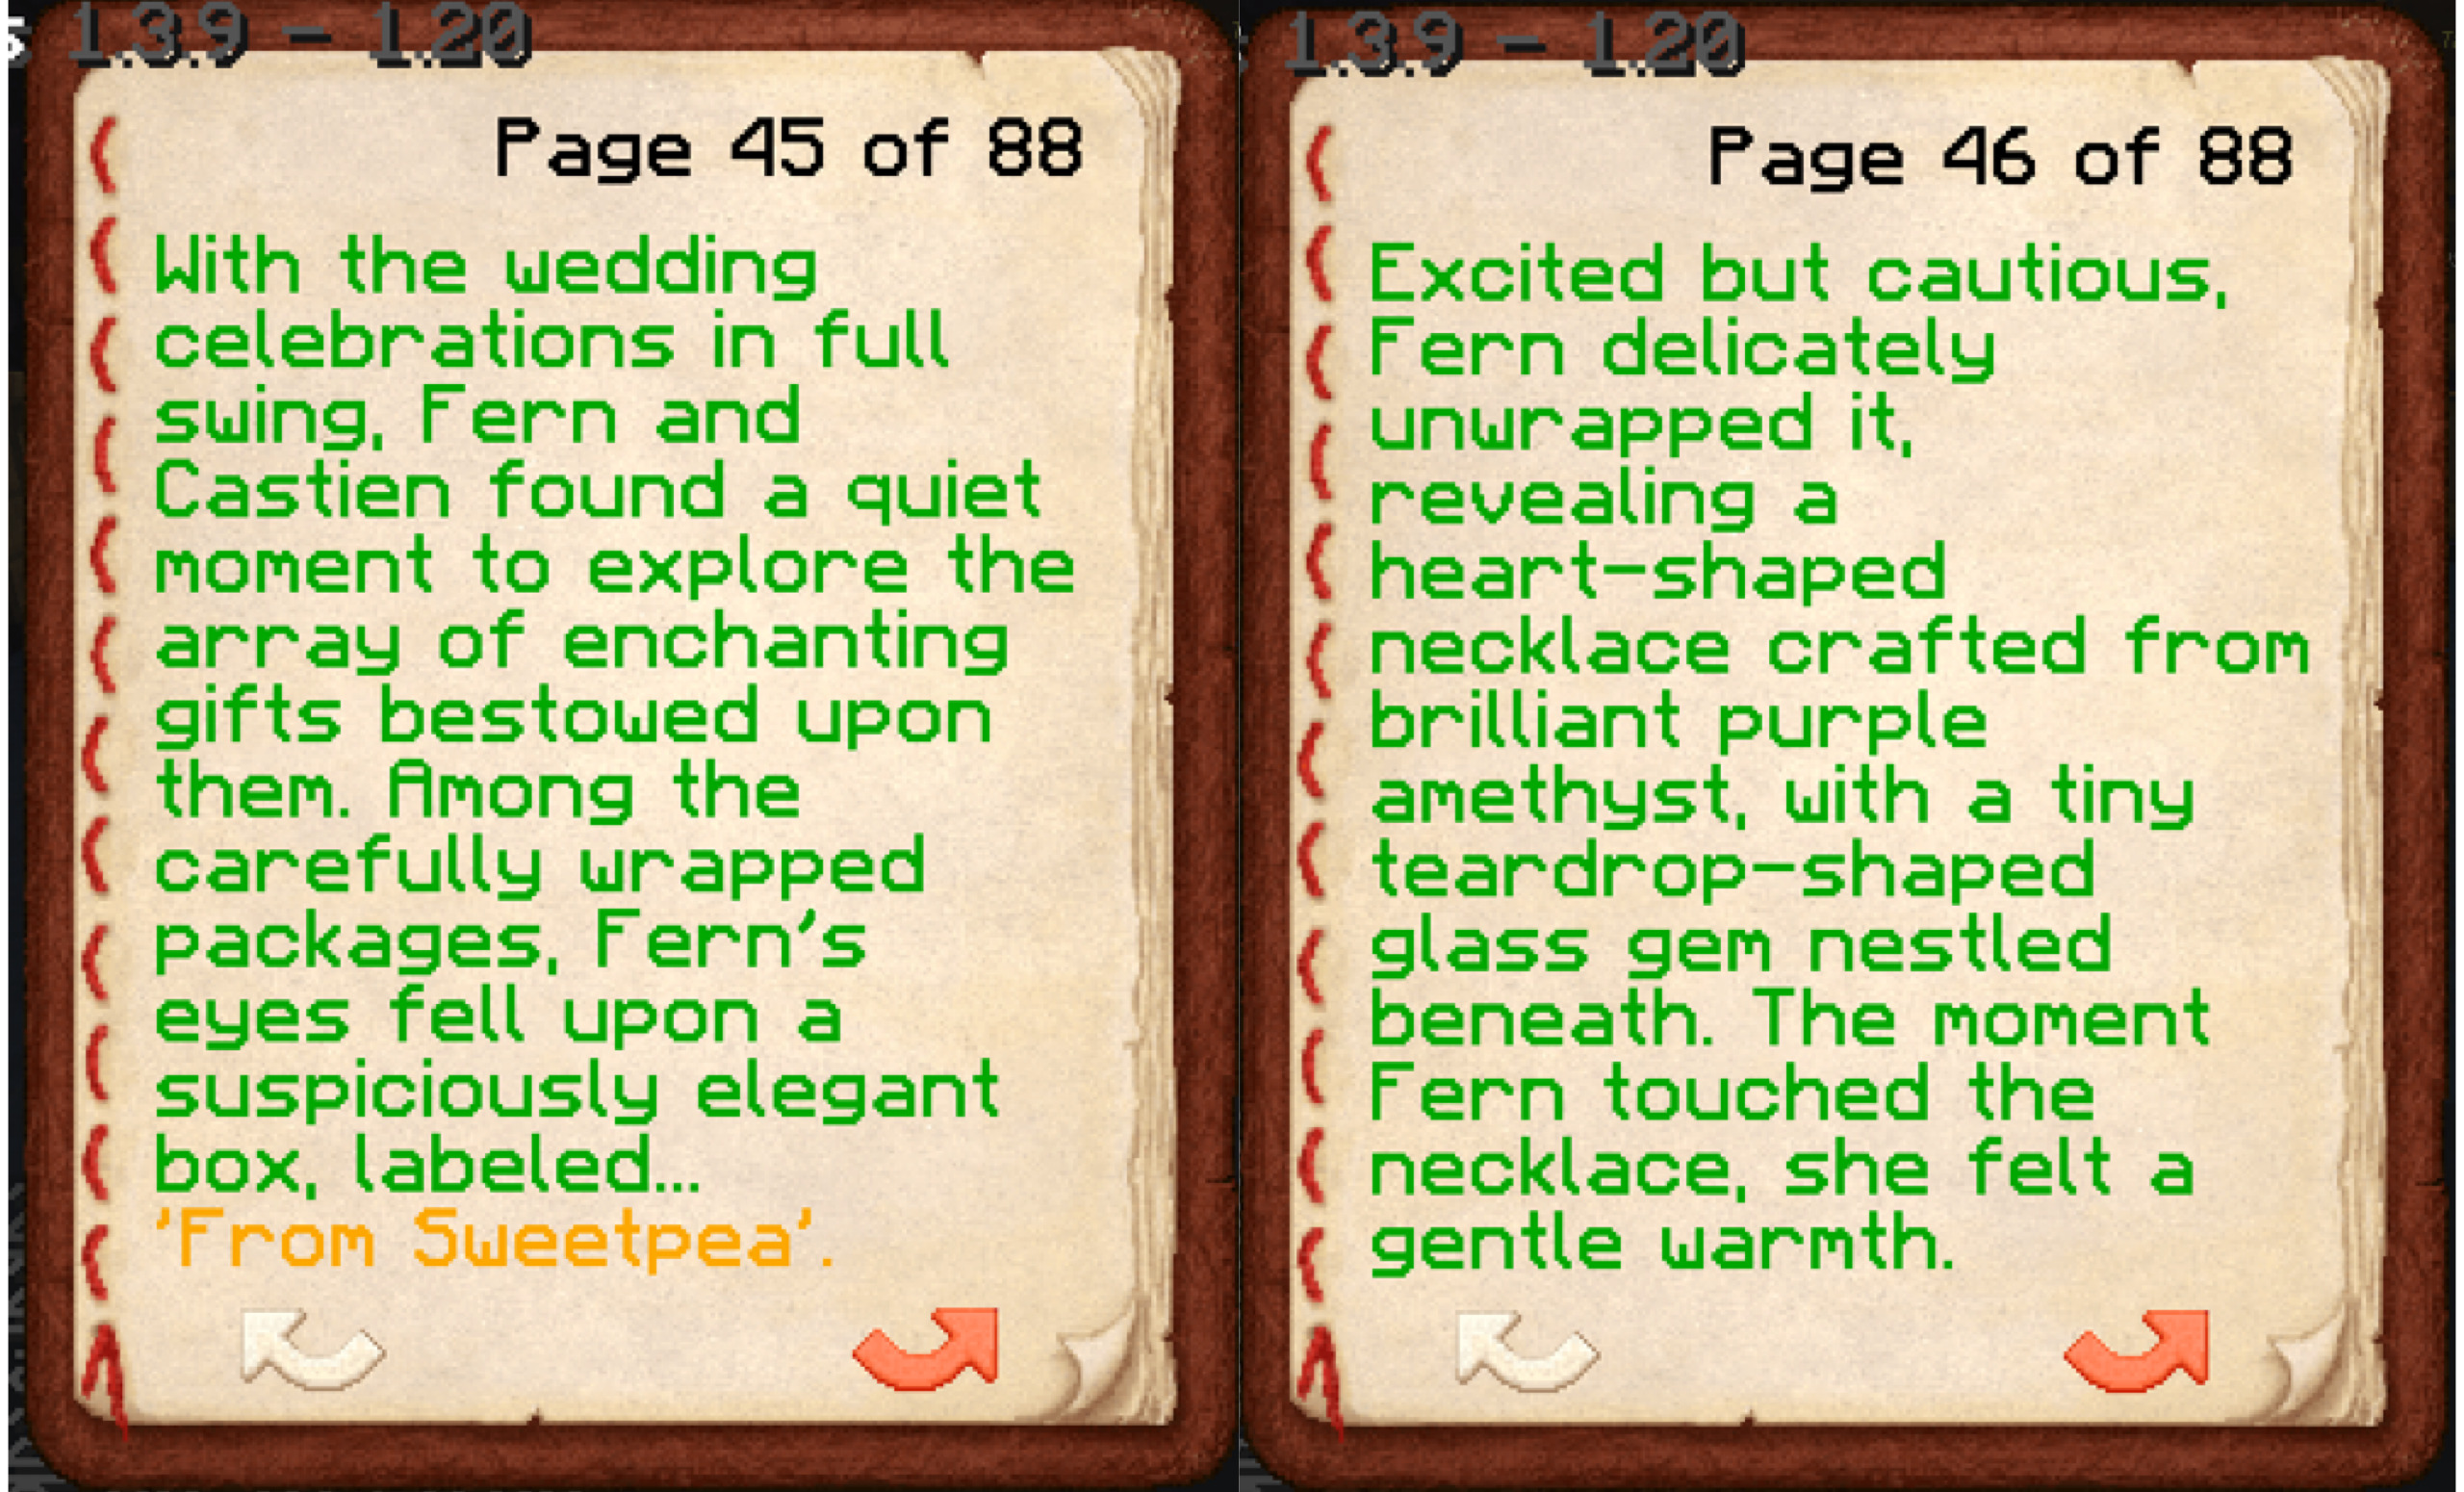 s 1.3.9 - 1.20
Page 45 of 88
With the wedding
celebrations in full
swing, Fern and
Castien found a quiet
moment to explore the
array of enchanting
gifts bestowed upon
them. Among the
carefully wrapped
packages, Fern's
eyes fell upon a
suspiciously elegant
box, labeled...
'From Sweetpea'.
1.3.9 - 1.20
Page 46 of 88
Excited but cautious,
Fern delicately
unwrapped it,
revealing a
heart-shaped
necklace crafted from
brilliant purple
amethyst, with a tiny
teardrop-shaped
glass gem nestled
beneath. The moment
Fern touched the
necklace, she felt a
gentle warmth.